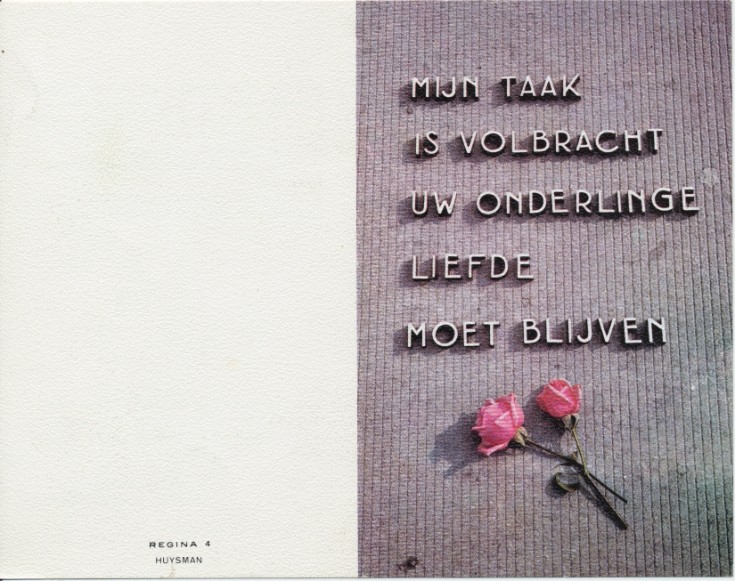 MIJN TAAK
IS VOLBRACHT
UW ONDERLINGE
LIEFDE
MOET BLIJVEN
REGINA 4
HUYSMAN